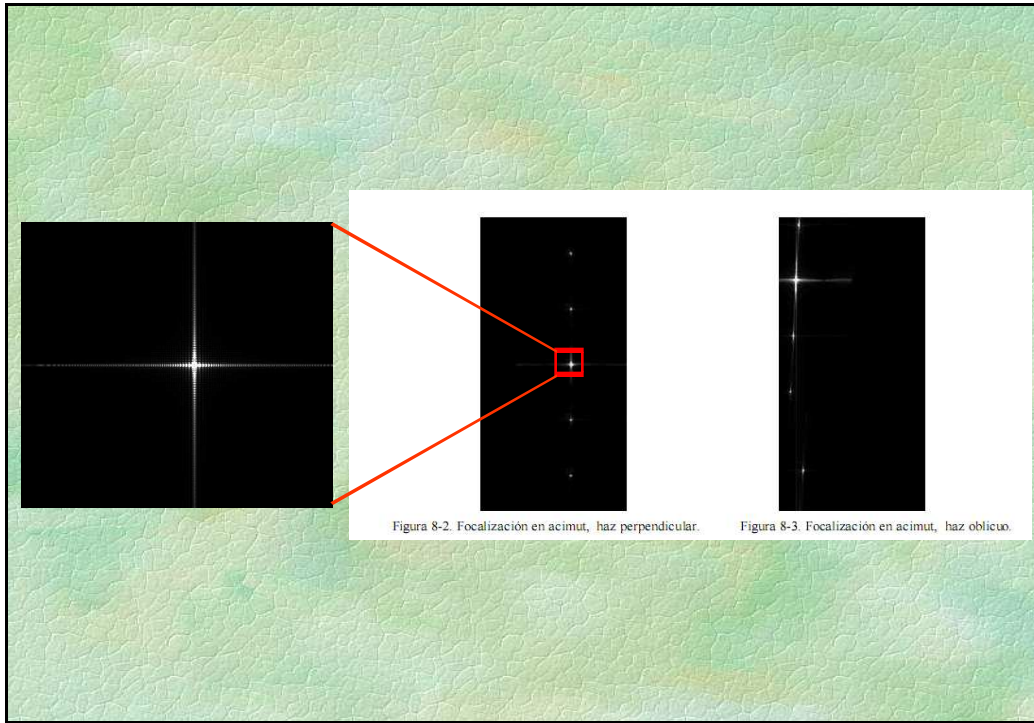 Figura 8-2. Focalización en acimut, haz perpendicular.
Figura 8-3. Focalización en acimut, haz oblicuo.